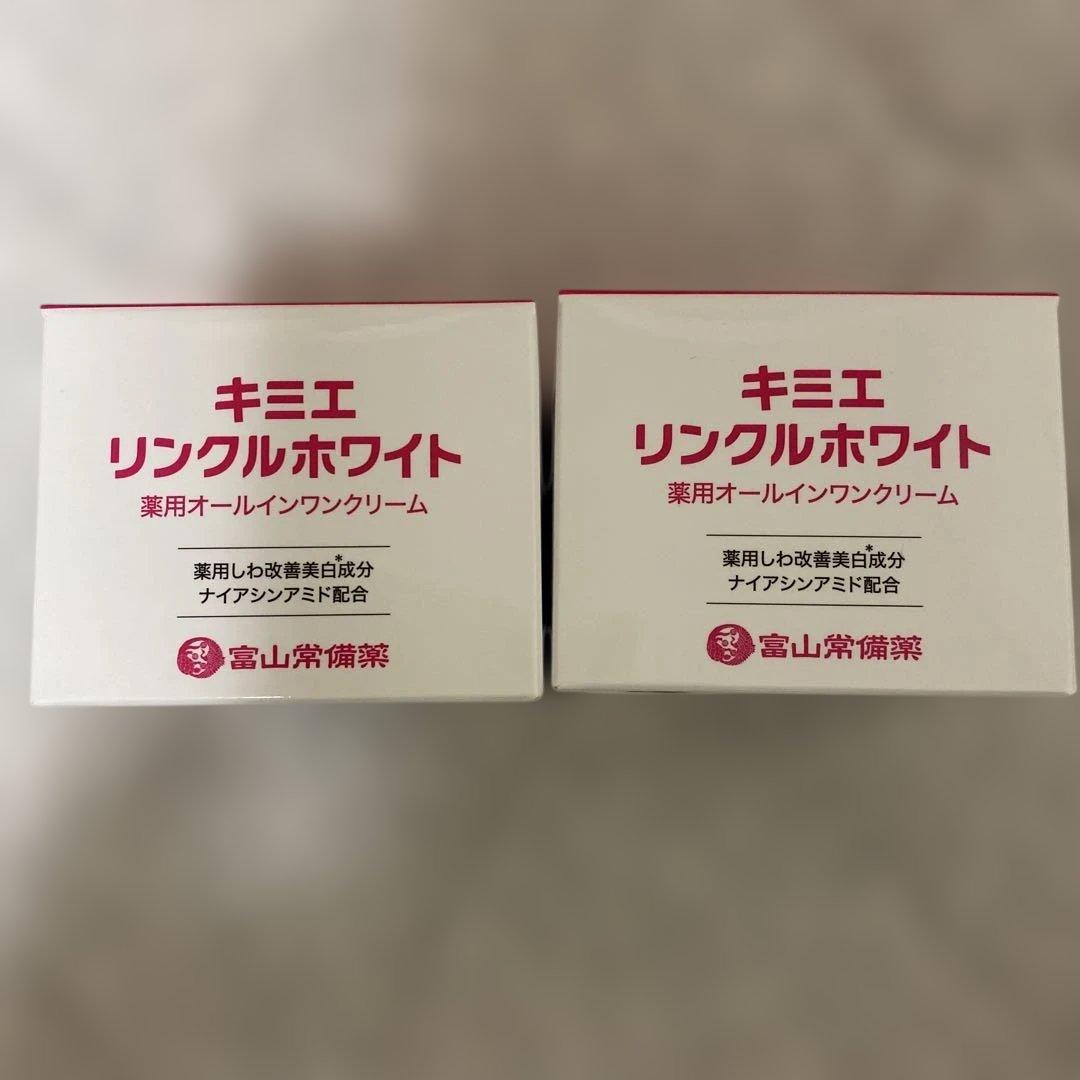 キミエ
リンクルホワイト
薬用オールインワンクリーム
薬用しわ改善美白*成分
ナイアシンアミド配合
富山常備薬
キミエ
リンクルホワイト
薬用オールインワンクリーム
薬用しわ改善美白*成分
ナイアシンアミド配合
富山常備薬